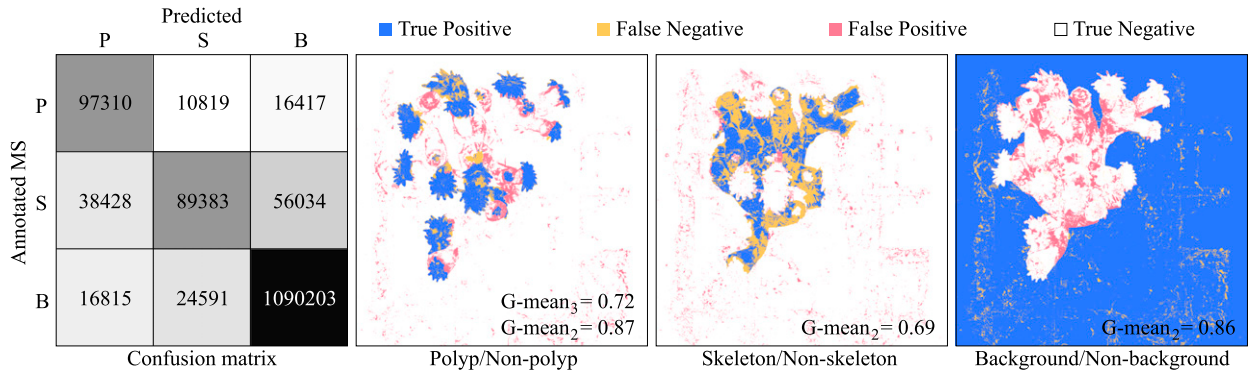 Predicted
P S B
True Positive False Negative False Positive True Negative
Annotated MS
P 97310 10819 16417
S 38428 89383 56034
B 16815 24591 1090203
G-mean3 = 0.72
G-mean2 = 0.87
G-mean2 = 0.69
G-mean2 = 0.86
Confusion matrix
Polyp/Non-polyp
Skeleton/Non-skeleton
Background/Non-background